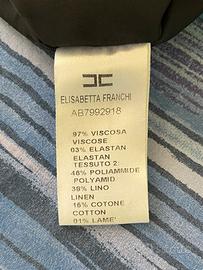 ELISABETTA FRANCHI
AB7992918
97% VISCOSA
VISCOSE
03% ELASTAN
ELASTAN
TESSUTO 2:
46% POLIAMMIDE
POLYAMID
38% LINO
LINEN
16% COTONE
COTTON
01% LAME'